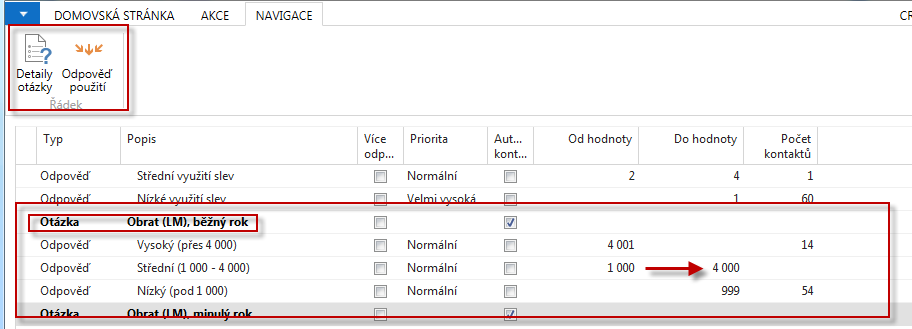 DOMOVSKÁ STRÁNKA AKCE NAVIGACE CR
Detaily otázky
Odpověď použití
Řádek
Typ Popis Více odp... Priorita Aut... kont... Od hodnoty Do hodnoty Počet kontaktů
Odpověď Střední využití slev Normální 2 4 1
Odpověď Nízké využití slev Velmi vysoká 1 60
Otázka Obrat (LM), běžný rok
Odpověď Vysoký (přes 4 000) Normální 4 001 14
Odpověď Střední (1 000 - 4 000) Normální 1 000 4 000
Odpověď Nízký (pod 1 000) Normální 999 54
Otázka Obrat (LM), minulý rok